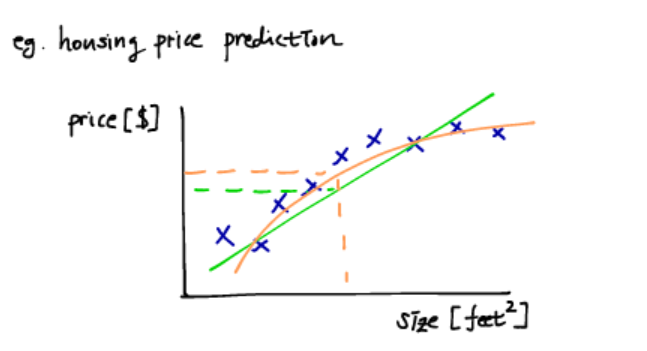 eg. housing price prediction
price [$]
size [feet²]